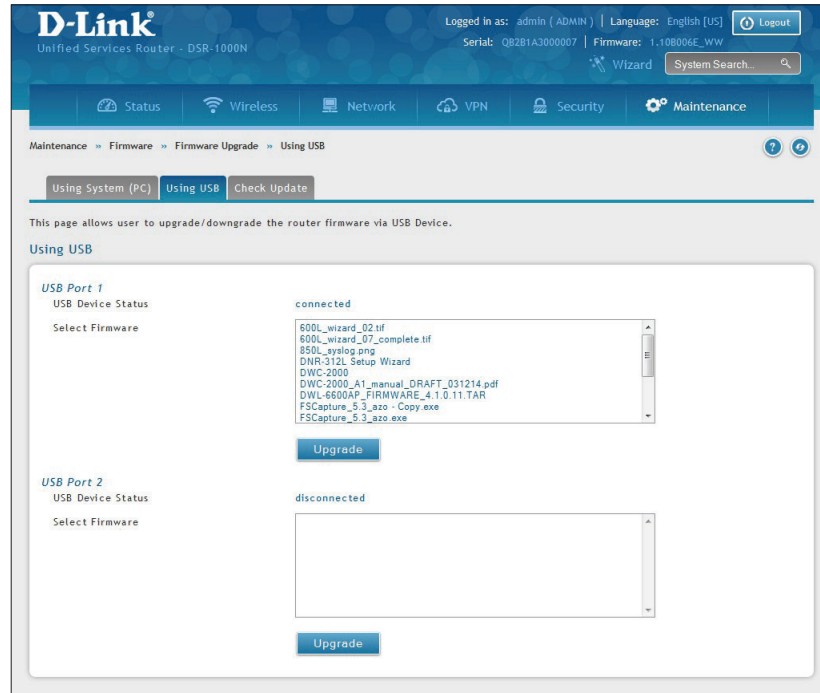 D-Link
Unified Services Router - DSR-1000N
Logged in as: admin ( ADMIN ) | Language: English [US]
Logout
Serial: QB2B1A3000007 | Firmware: 1.10B006E_WW
Wizard
System Search...
Status
Wireless
Network
VPN
Security
Maintenance
Maintenance » Firmware » Firmware Upgrade » Using USB
Using System (PC)
Using USB
Check Update
This page allows user to upgrade/downgrade the router firmware via USB Device.
Using USB
USB Port 1
USB Device Status connected
Select Firmware
600L_wizard_02.tif
600L_wizard_07_complete.tif
850L_syslog.png
DNR-312L Setup Wizard
DWC-2000
DWC-2000_A1_manual_DRAFT_031214.pdf
DWL-6600AP_FIRMWARE_4.1.0.11.TAR
FSCapture_5.3_azo - Copy.exe
FSCapture_5.3_azo.exe
Upgrade
USB Port 2
USB Device Status disconnected
Select Firmware
Upgrade